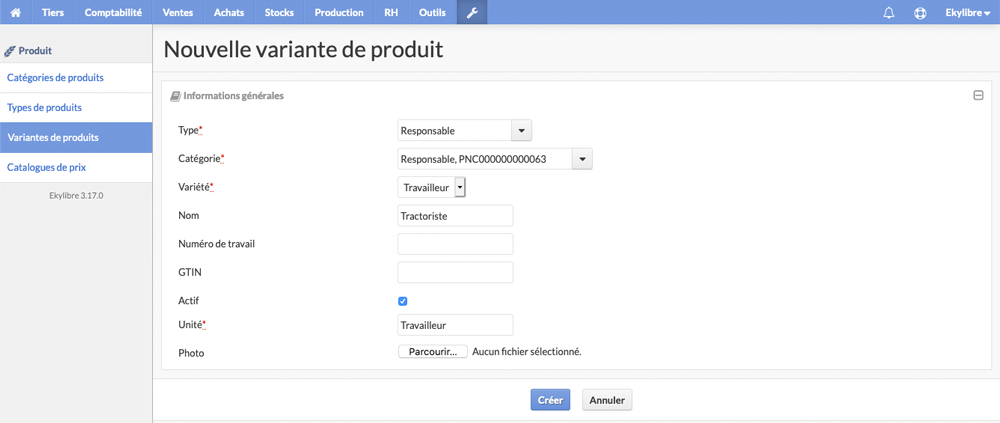 Tiers Comptabilité Ventes Achats Stocks Production RH Outils Ekylibre
Produit
Catégories de produits
Types de produits
Variantes de produits
Catalogues de prix
Ekylibre 3.17.0
Nouvelle variante de produit
Informations générales
Type* Responsable
Catégorie* Responsable, PNC000000000063
Variété* Travailleur
Nom Tractoriste
Numéro de travail
GTIN
Actif
Unité* Travailleur
Photo Parcourir... Aucun fichier sélectionné.
Créer Annuler